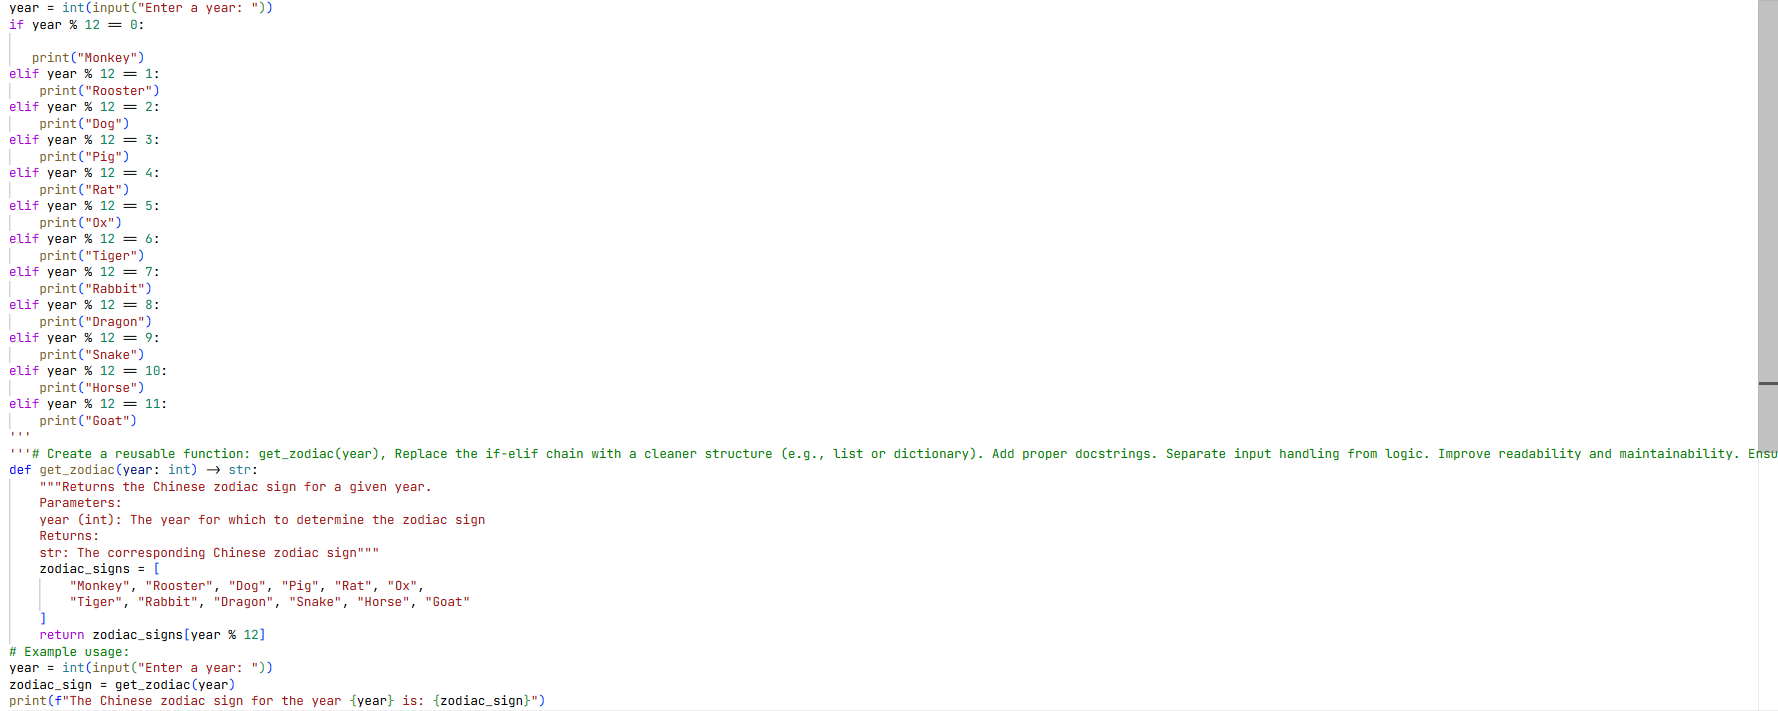 year = int(input("Enter a year: "))
if year % 12 == 0:
   print("Monkey")
elif year % 12 == 1:
    print("Rooster")
elif year % 12 == 2:
    print("Dog")
elif year % 12 == 3:
    print("Pig")
elif year % 12 == 4:
    print("Rat")
elif year % 12 == 5:
    print("Ox")
elif year % 12 == 6:
    print("Tiger")
elif year % 12 == 7:
    print("Rabbit")
elif year % 12 == 8:
    print("Dragon")
elif year % 12 == 9:
    print("Snake")
elif year % 12 == 10:
    print("Horse")
elif year % 12 == 11:
    print("Goat")
'''
'''# Create a reusable function: get_zodiac(year), Replace the if-elif chain with a cleaner structure (e.g., list or dictionary). Add proper docstrings. Separate input handling from logic. Improve readability and maintainability. Ensu
def get_zodiac(year: int) -> str:
    """Returns the Chinese zodiac sign for a given year.
    Parameters:
    year (int): The year for which to determine the zodiac sign
    Returns:
    str: The corresponding Chinese zodiac sign"""
    zodiac_signs = [
        "Monkey", "Rooster", "Dog", "Pig", "Rat", "Ox",
        "Tiger", "Rabbit", "Dragon", "Snake", "Horse", "Goat"
    ]
    return zodiac_signs[year % 12]
# Example usage:
year = int(input("Enter a year: "))
zodiac_sign = get_zodiac(year)
print(f"The Chinese zodiac sign for the year {year} is: {zodiac_sign}")